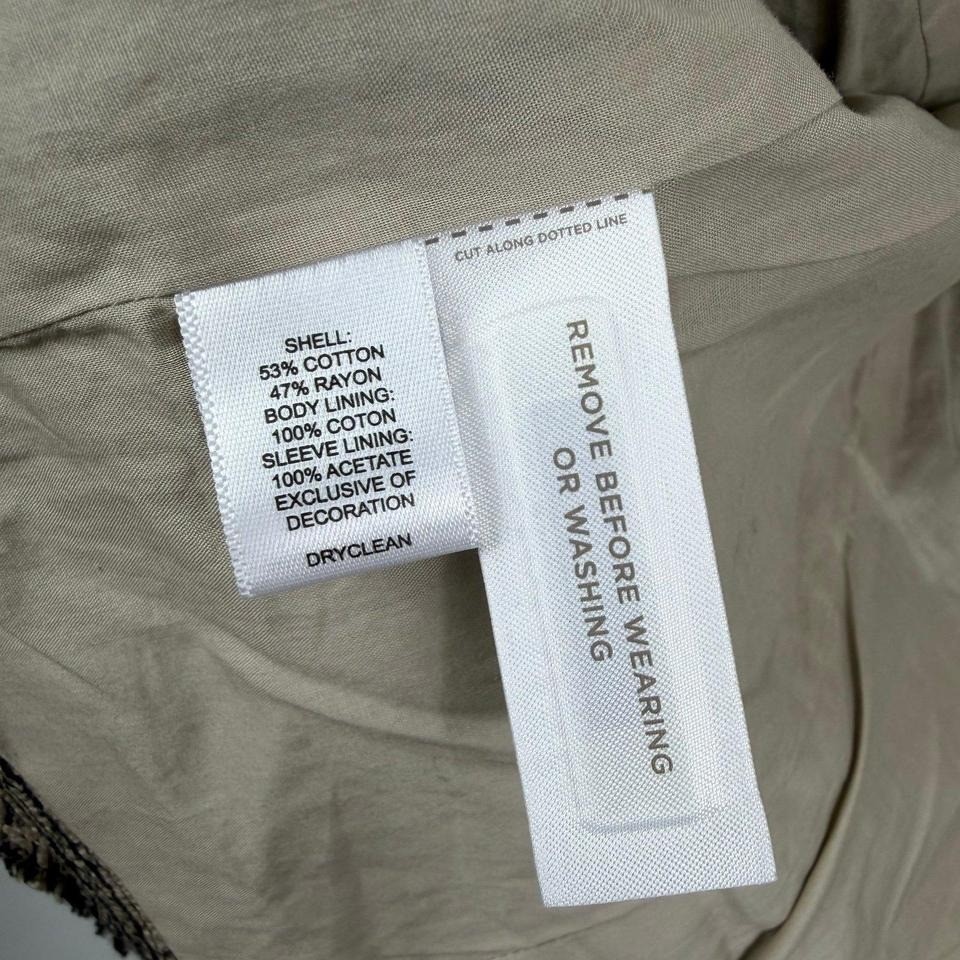 SHELL:
53% COTTON
47% RAYON
BODY LINING:
100% COTON
SLEEVE LINING:
100% ACETATE
EXCLUSIVE OF
DECORATION
DRYCLEAN
CUT ALONG DOTTED LINE
REMOVE BEFORE WEARING
OR WASHING